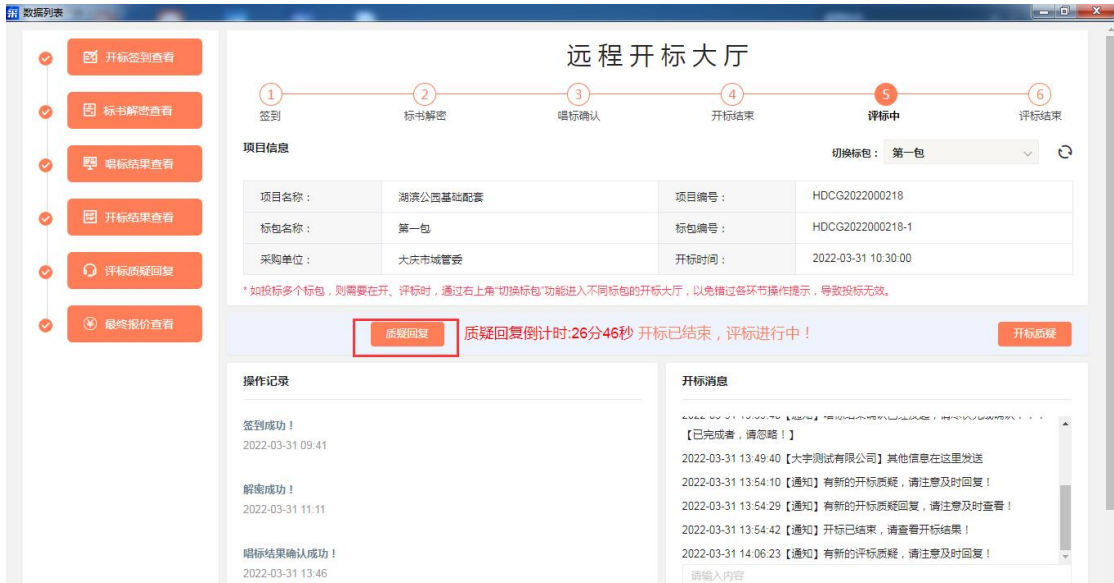 数据列表
开标签到查看
标书解密查看
唱标结果查看
开标结果查看
评标质疑回复
最终报价查看
远程开标大厅
1 2 3 4 5 6
签到 标书解密 唱标确认 开标结束 评标中 评标结束
项目信息 切换标包： 第一包
项目名称： 湖滨公园基础配套 项目编号： HDCG2022000218
标包名称： 第一包 标包编号： HDCG2022000218-1
采购单位： 大庆市城管委 开标时间： 2022-03-31 10:30:00
* 如投标多个标包，则需要在开、评标时，通过右上角“切换标包”功能进入不同标包的开标大厅，以免错过各环节操作提示，导致投标无效。
质疑回复 质疑回复倒计时:26分46秒 开标已结束，评标进行中！ 开标质疑
操作记录
签到成功！
2022-03-31 09:41
解密成功！
2022-03-31 11:11
唱标结果确认成功！
2022-03-31 13:46
开标消息
【已完成者，请忽略！】
2022-03-31 13:49:40【大宇测试有限公司】其他信息在这里发送
2022-03-31 13:54:10【通知】有新的开标质疑，请注意及时回复！
2022-03-31 13:54:29【通知】有新的开标质疑回复，请注意及时查看！
2022-03-31 13:54:42【通知】开标已结束，请查看开标结果！
2022-03-31 14:06:23【通知】有新的评标质疑，请注意及时回复！
请输入内容